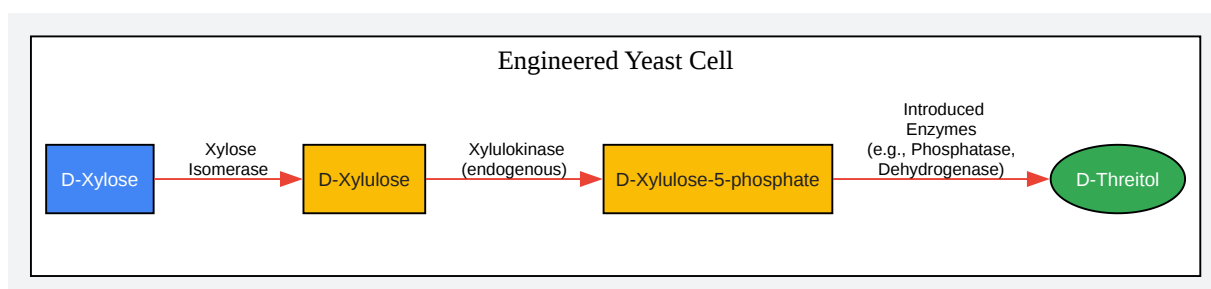 Engineered Yeast Cell
D-Xylose
Xylose
Isomerase
D-Xylulose
Xylulokinase
(endogenous)
D-Xylulose-5-phosphate
Introduced
Enzymes
(e.g., Phosphatase,
Dehydrogenase)
D-Threitol